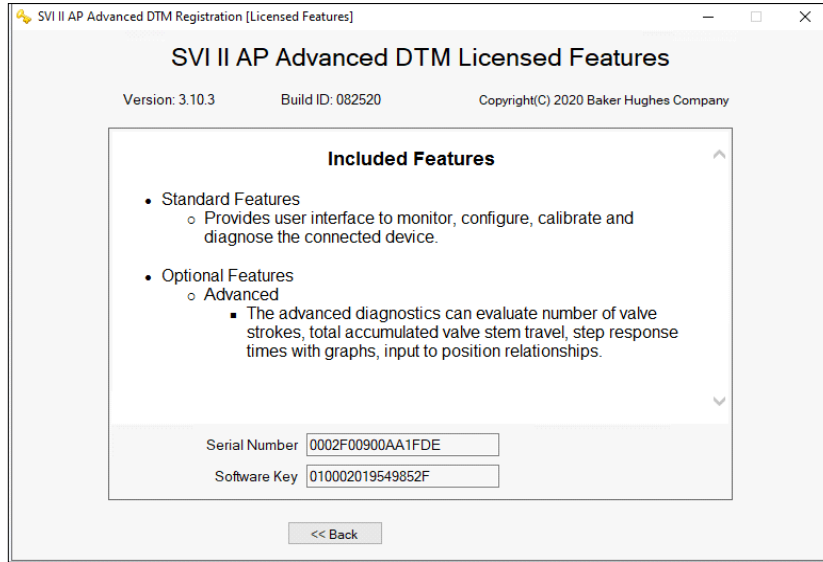 SVI II AP Advanced DTM Registration [Licensed Features]
SVI II AP Advanced DTM Licensed Features
Version: 3.10.3 Build ID: 082520 Copyright(C) 2020 Baker Hughes Company
Included Features
• Standard Features
○ Provides user interface to monitor, configure, calibrate and
diagnose the connected device.
• Optional Features
○ Advanced
▪ The advanced diagnostics can evaluate number of valve
strokes, total accumulated valve stem travel, step response
times with graphs, input to position relationships.
Serial Number 0002F00900AA1FDE
Software Key 010002019549852F
<< Back